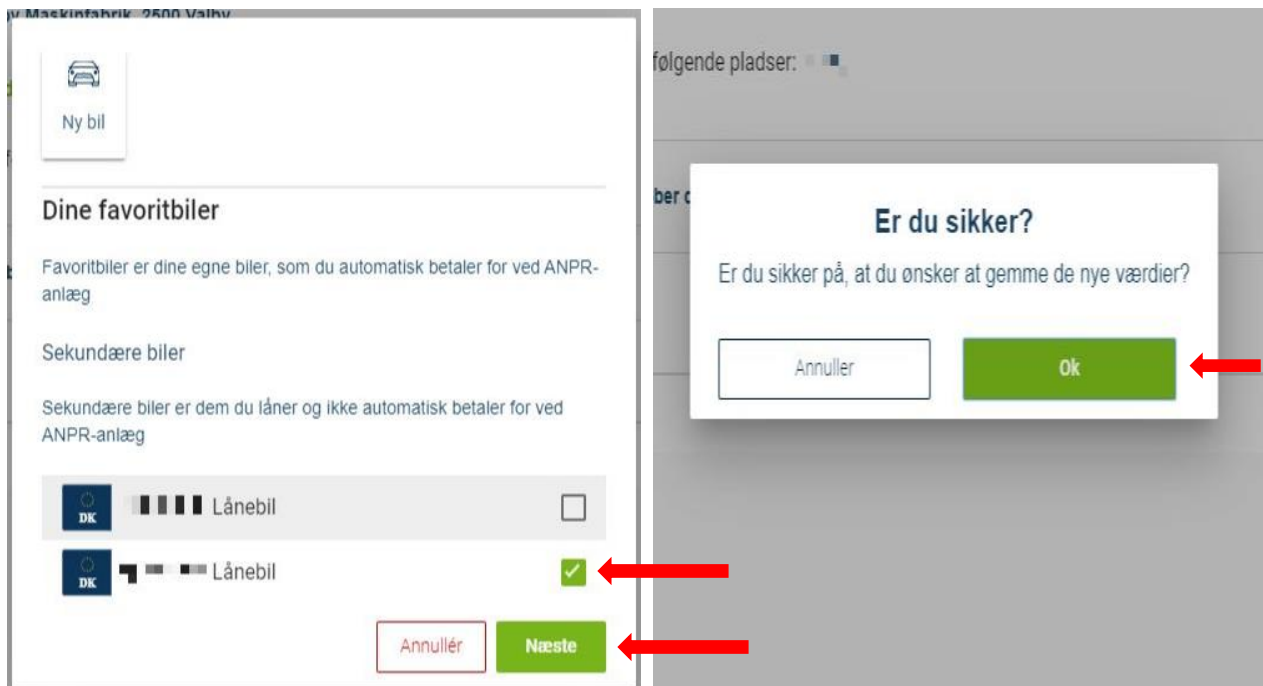 Maskinfabrik, 2500 Valby
Ny bil
Dine favoritbiler
Favoritbiler er dine egne biler, som du automatisk betaler for ved ANPR-
anlæg
Sekundære biler
Sekundære biler er dem du låner og ikke automatisk betaler for ved
ANPR-anlæg
DK Lånebil
DK Lånebil
Annullér Næste
følgende pladser:
Er du sikker?
Er du sikker på, at du ønsker at gemme de nye værdier?
Annuller Ok